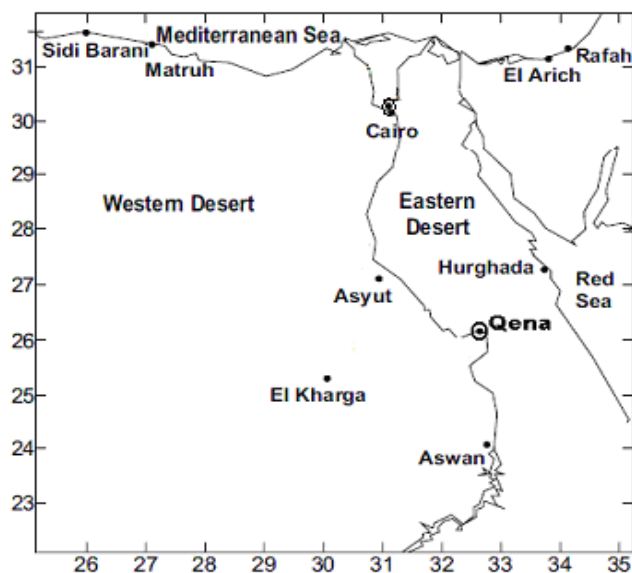 Mediterranean Sea
Sidi Barani
Matruh
Rafah
El Arich
Cairo
Western Desert
Eastern
Desert
Hurghada
Red
Sea
Asyut
Qena
El Kharga
Aswan
31
30
29
28
27
26
25
24
23
26 27 28 29 30 31 32 33 34 35